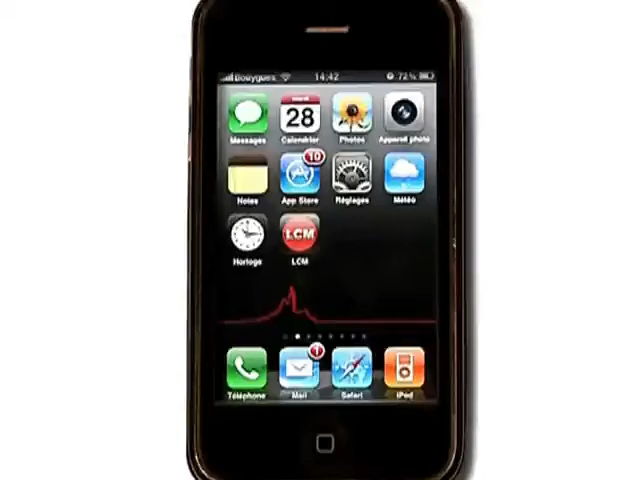 Bouygues 14:42 72 %
28
Messages Calendrier Photos Appareil photo
10
Notes App Store Réglages Météo
LCM
Horloge LCM
1
Téléphone Mail Safari iPod